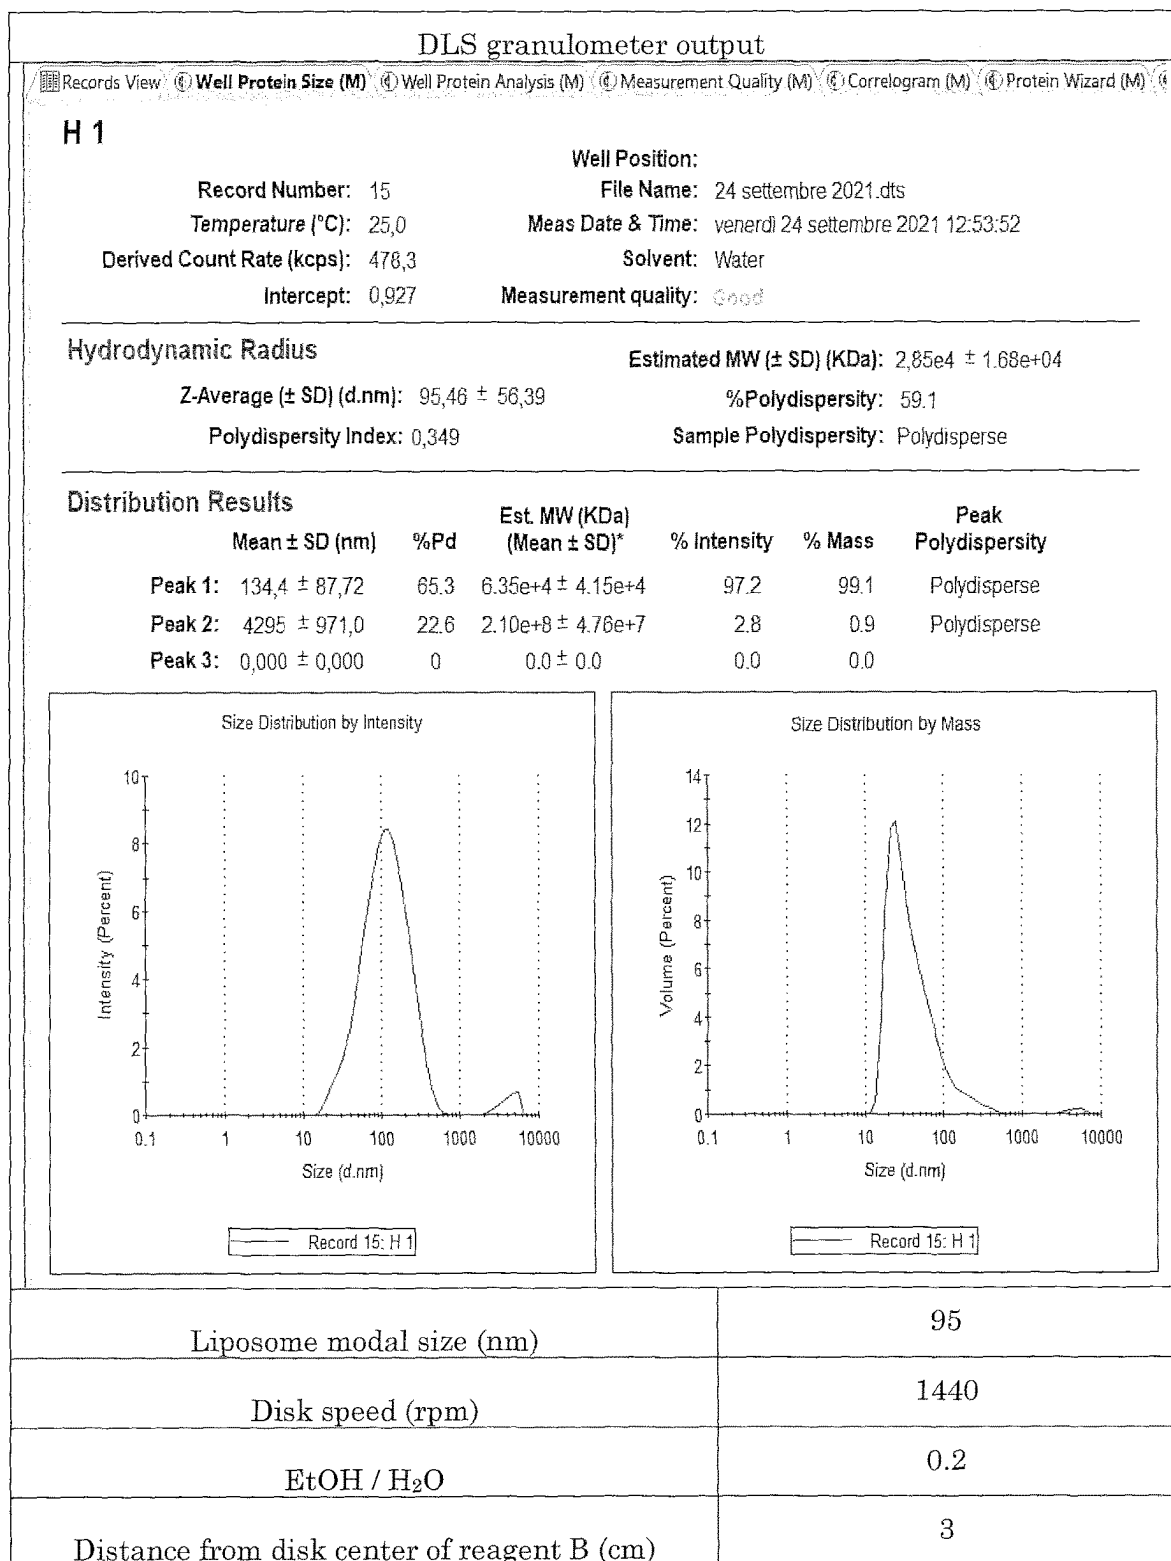 DLS granulometer output
Records View Well Protein Size (M) Well Protein Analysis (M) Measurement Quality (M) Correlogram (M) Protein Wizard (M)
H 1
Well Position:
Record Number: 15 File Name: 24 settembre 2021.dts
Temperature (°C): 25,0 Meas Date & Time: venerdì 24 settembre 2021 12:53:52
Derived Count Rate (kcps): 478,3 Solvent: Water
Intercept: 0,927 Measurement quality: Good
Hydrodynamic Radius
Estimated MW (± SD) (KDa): 2,85e4 ± 1.68e+04
Z-Average (± SD) (d.nm): 95,46 ± 56,39 %Polydispersity: 59.1
Polydispersity Index: 0,349 Sample Polydispersity: Polydisperse
Distribution Results
Est. MW (KDa) Peak
Mean ± SD (nm) %Pd (Mean ± SD)* % Intensity % Mass Polydispersity
Peak 1: 134,4 ± 87,72 65.3 6.35e+4 ± 4.15e+4 97.2 99.1 Polydisperse
Peak 2: 4295 ± 971,0 22.6 2.10e+8 ± 4.76e+7 2.8 0.9 Polydisperse
Peak 3: 0,000 ± 0,000 0 0.0 ± 0.0 0.0 0.0
Size Distribution by Intensity
10
8
6
4
2
0
Intensity (Percent)
0.1 1 10 100 1000 10000
Size (d.nm)
Record 15: H 1
Size Distribution by Mass
14
12
10
8
6
4
2
0
Volume (Percent)
0.1 1 10 100 1000 10000
Size (d.nm)
Record 15: H 1
Liposome modal size (nm) 95
Disk speed (rpm) 1440
EtOH / H₂O 0.2
Distance from disk center of reagent B (cm) 3